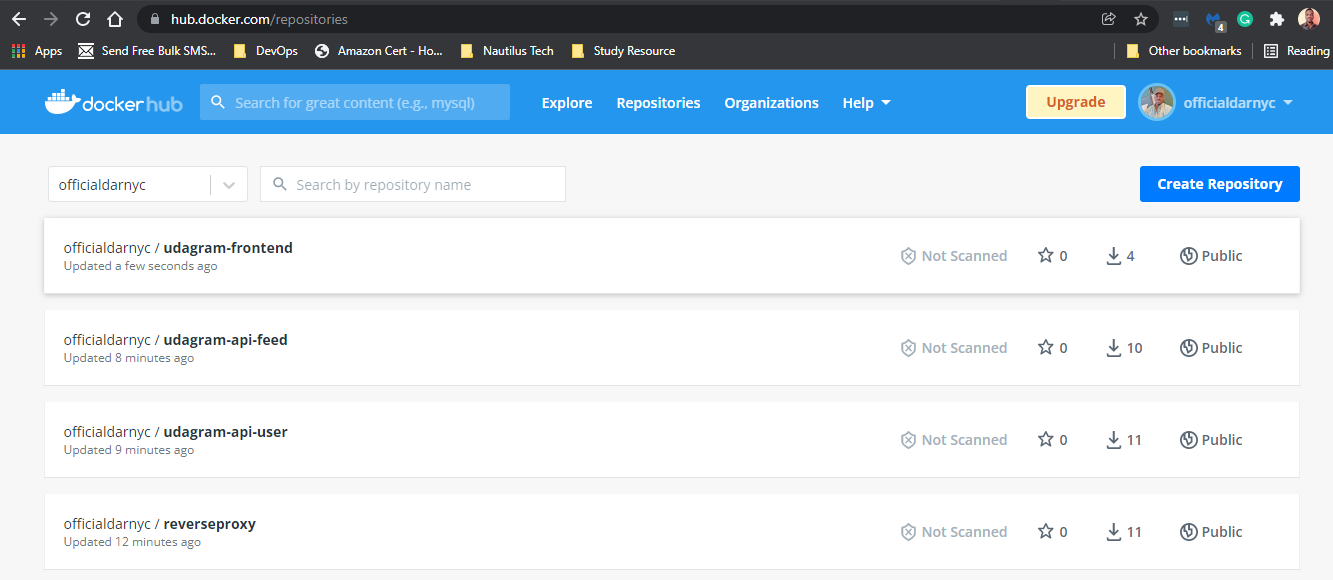 hub.docker.com/repositories
4
Apps Send Free Bulk SMS... DevOps Amazon Cert - Ho... Nautilus Tech Study Resource Other bookmarks Reading
docker hub Search for great content (e.g., mysql) Explore Repositories Organizations Help Upgrade officialdarnyc
officialdarnyc Search by repository name Create Repository
officialdarnyc / udagram-frontend
Updated a few seconds ago
Not Scanned 0 4 Public
officialdarnyc / udagram-api-feed
Updated 8 minutes ago
Not Scanned 0 10 Public
officialdarnyc / udagram-api-user
Updated 9 minutes ago
Not Scanned 0 11 Public
officialdarnyc / reverseproxy
Updated 12 minutes ago
Not Scanned 0 11 Public